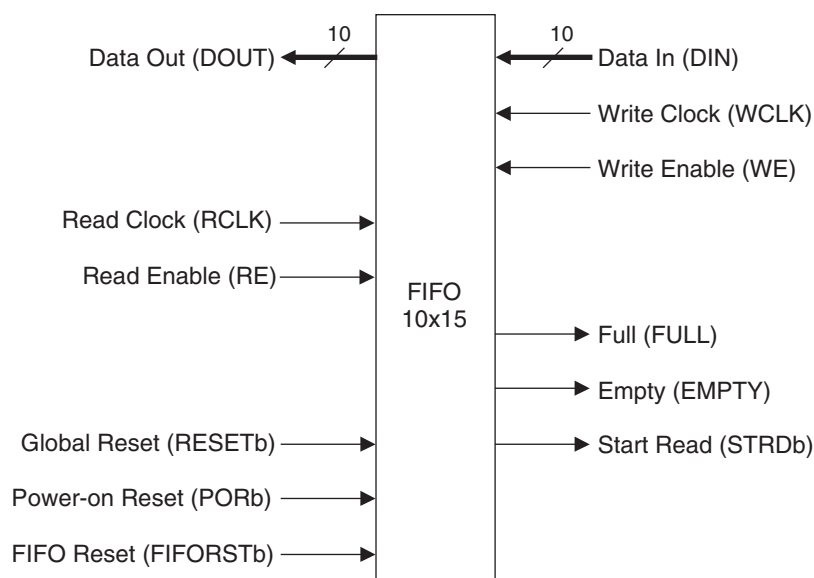 10
10
Data Out (DOUT)
Data In (DIN)
Write Clock (WCLK)
Write Enable (WE)
Read Clock (RCLK)
Read Enable (RE)
FIFO
10x15
Full (FULL)
Empty (EMPTY)
Global Reset (RESETb)
Start Read (STRDb)
Power-on Reset (PORb)
FIFO Reset (FIFORSTb)